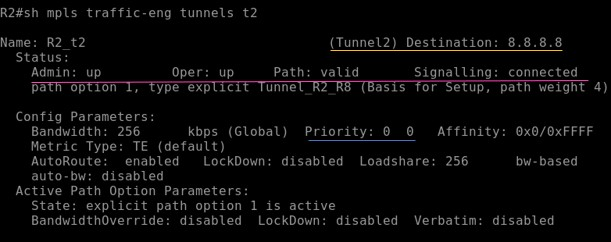 R2#sh mpls traffic-eng tunnels t2
Name: R2_t2 (Tunnel2) Destination: 8.8.8.8
Status:
Admin: up Oper: up Path: valid Signalling: connected
path option 1, type explicit Tunnel_R2_R8 (Basis for Setup, path weight 4)
Config Parameters:
Bandwidth: 256 kbps (Global) Priority: 0 0 Affinity: 0x0/0xFFFF
Metric Type: TE (default)
AutoRoute: enabled LockDown: disabled Loadshare: 256 bw-based
auto-bw: disabled
Active Path Option Parameters:
State: explicit path option 1 is active
BandwidthOverride: disabled LockDown: disabled Verbatim: disabled